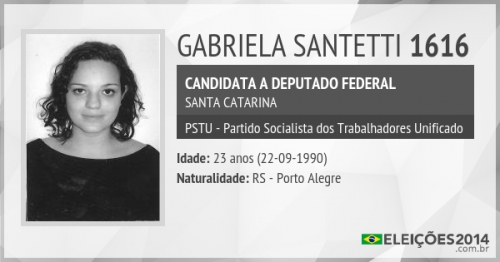 GABRIELA SANTETTI 1616
CANDIDATA A DEPUTADO FEDERAL
SANTA CATARINA
PSTU - Partido Socialista dos Trabalhadores Unificado
Idade: 23 anos (22-09-1990)
Naturalidade: RS - Porto Alegre
ELEIÇÕES2014
.com.br